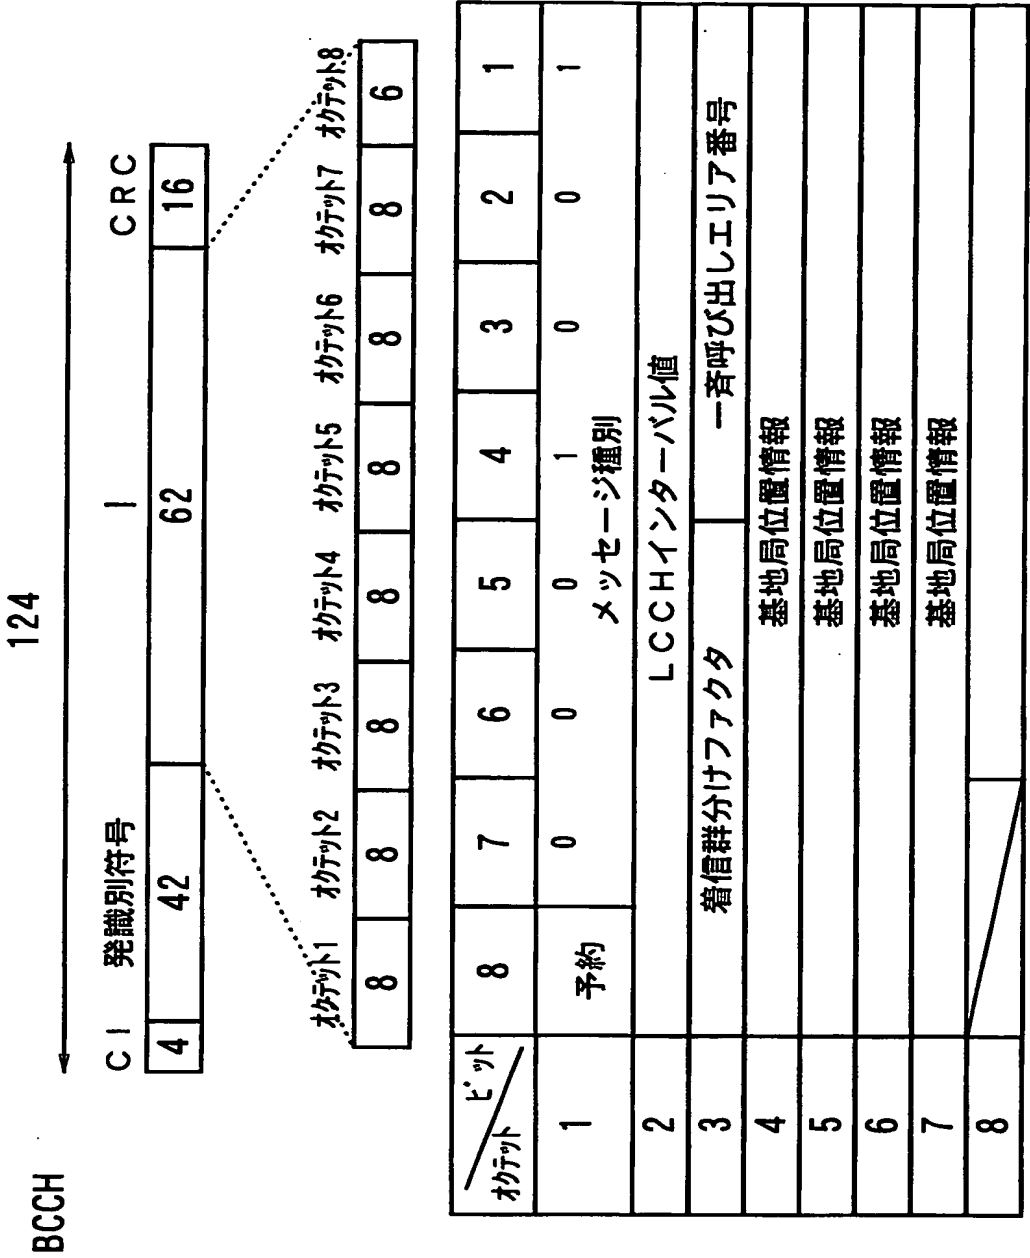 BCCH
124
CI 発識別符号 I CRC
4 42 62 16
オクテット1 オクテット2 オクテット3 オクテット4 オクテット5 オクテット6 オクテット7 オクテット8
8 8 8 8 8 8 8 6
オクテット ビット 8 7 6 5 4 3 2 1
1 予約 0 0 0 1 0 0 1
メッセージ種別
2 LCCHインターバル値
3 着信群分けファクタ 一斉呼び出しエリア番号
4 基地局位置情報
5 基地局位置情報
6 基地局位置情報
7 基地局位置情報
8